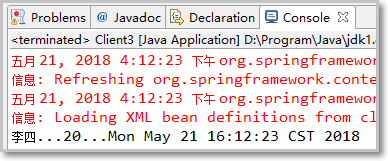 Problems @ Javadoc Declaration Console
<terminated> Client3 [Java Application] D:\Program\Java\jdk1.
五月 21, 2018 4:12:23 下午 org.springframework
信息: Refreshing org.springframework.conte
五月 21, 2018 4:12:23 下午 org.springframewor
信息: Loading XML bean definitions from cl
李四...20...Mon May 21 16:12:23 CST 2018